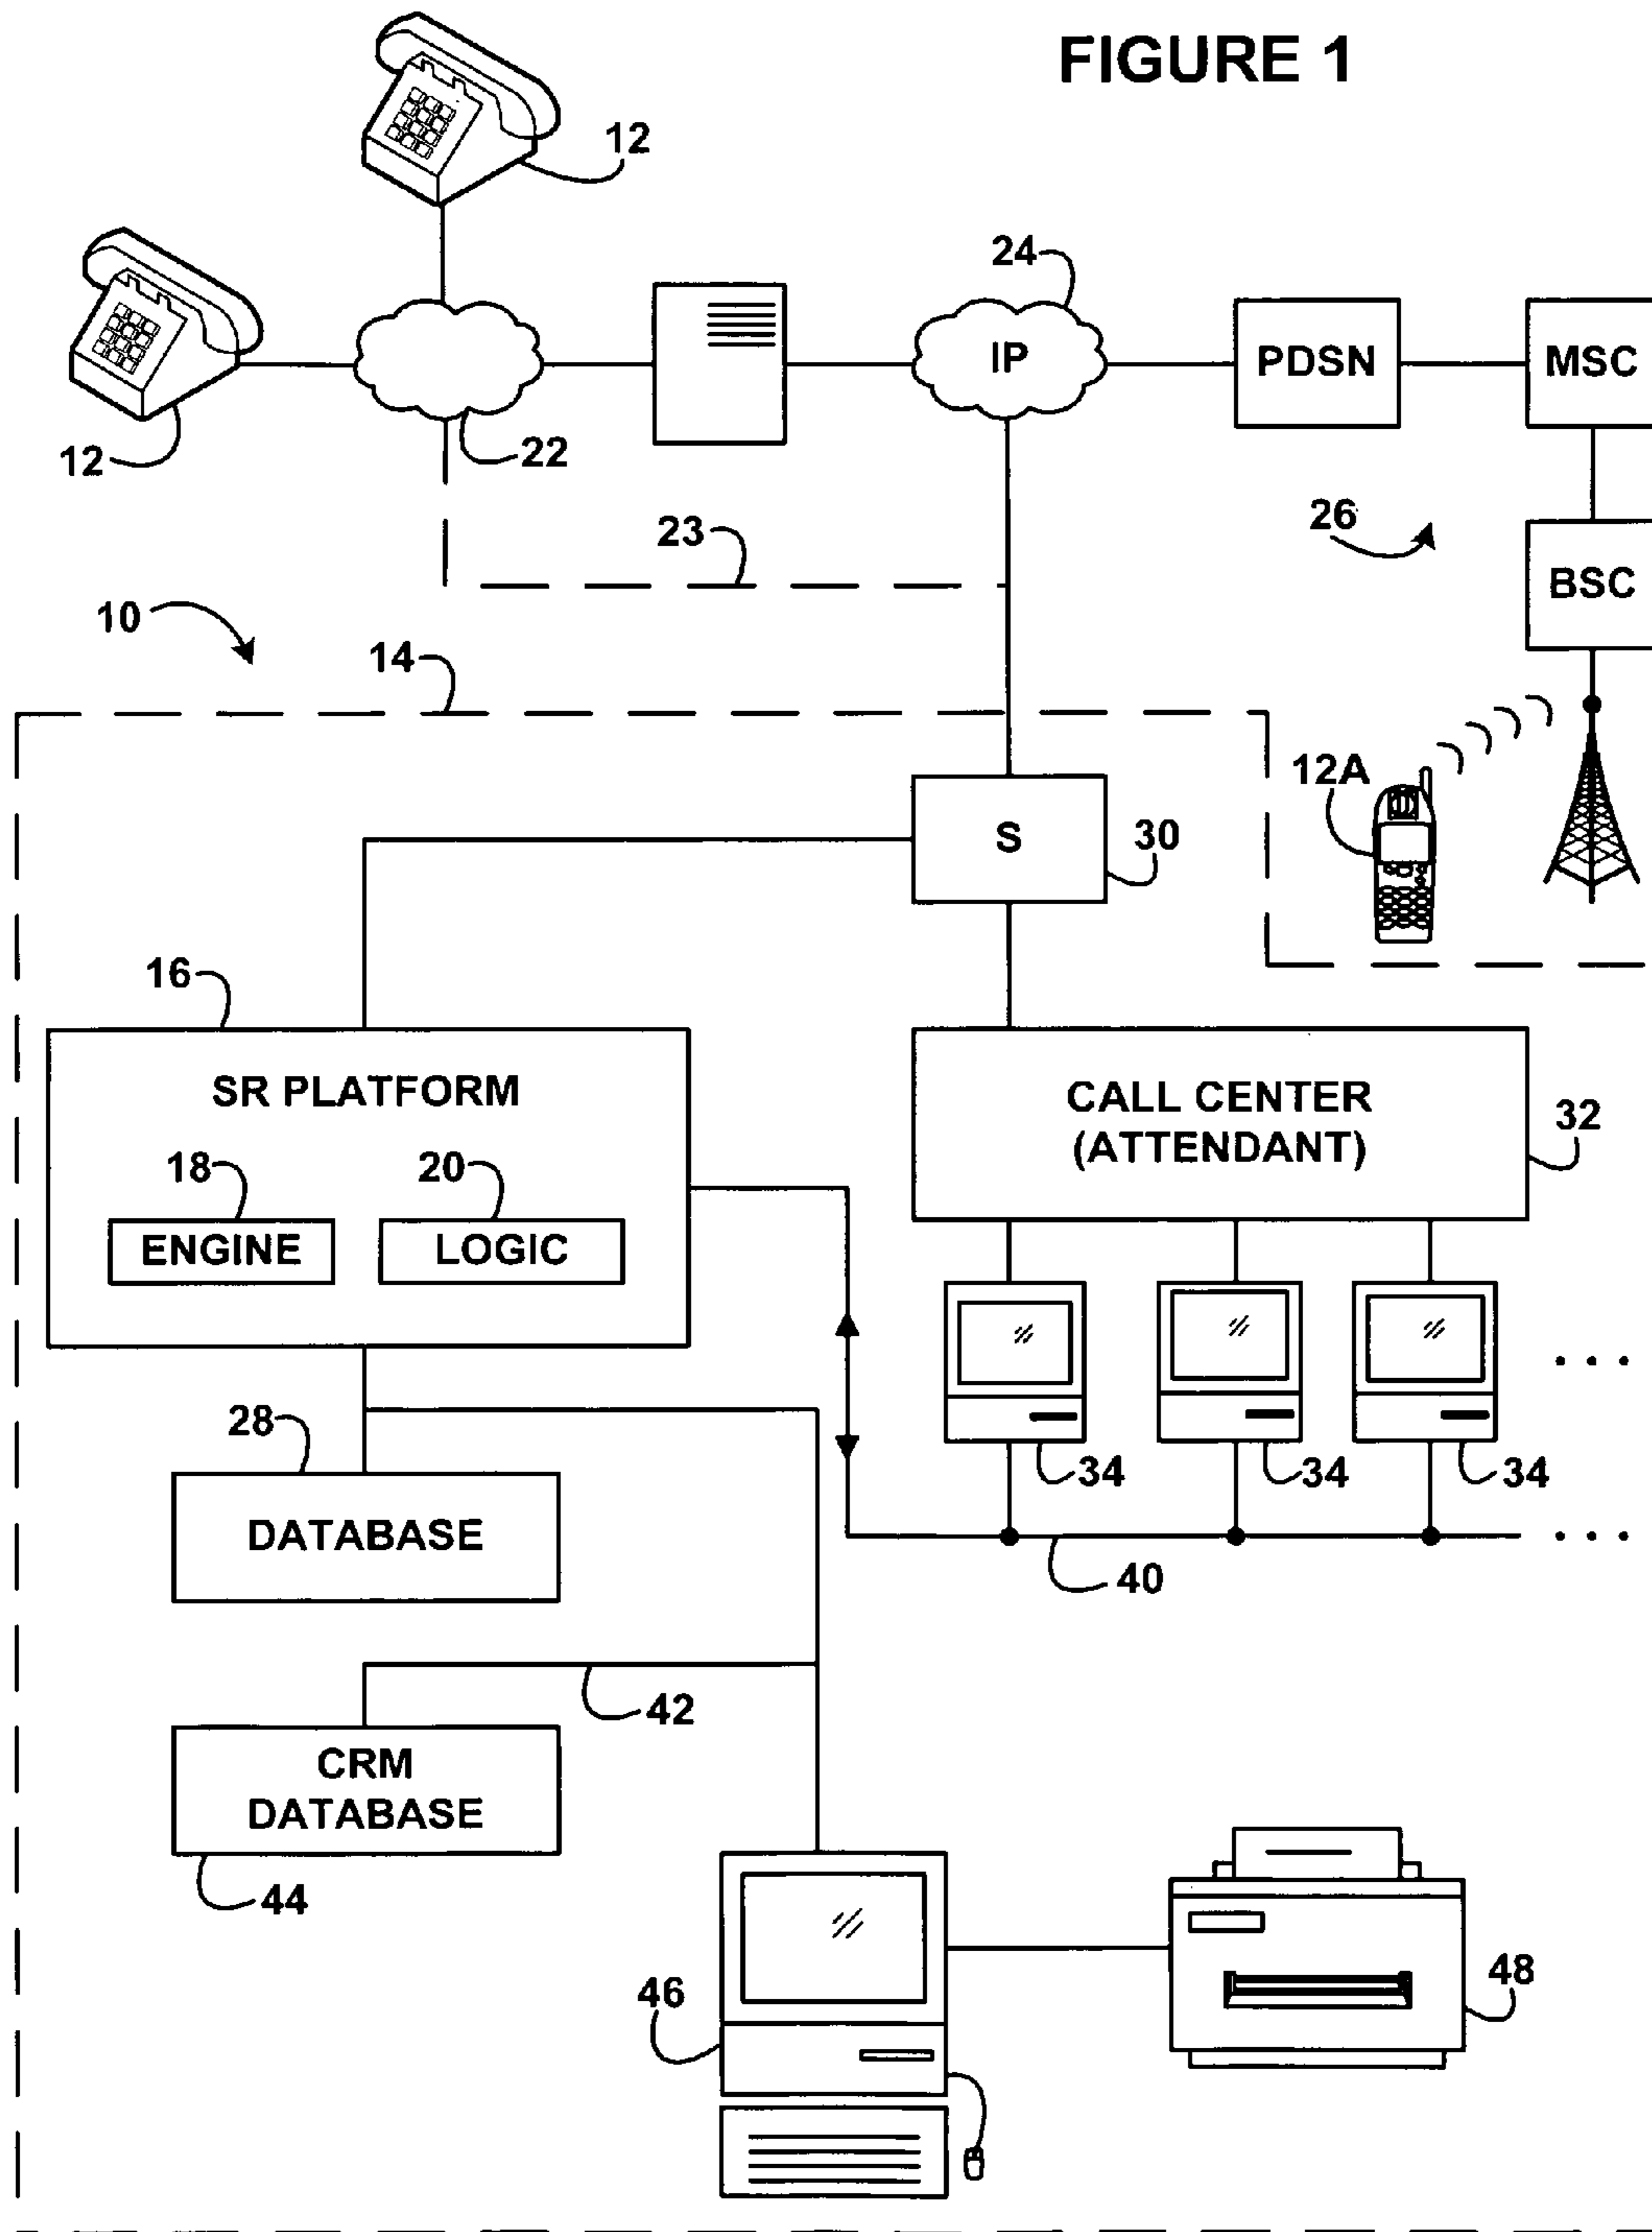 FIGURE 1
12
24
IP
PDSN
MSC
12
22
23
26
BSC
10
14
12A
S
30
16
SR PLATFORM
CALL CENTER
(ATTENDANT)
32
18
20
ENGINE
LOGIC
28
34
34
34
DATABASE
40
42
CRM
DATABASE
44
46
48